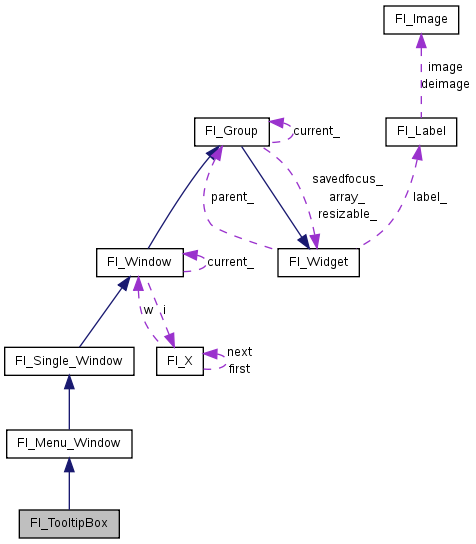 Fl_Image
image
deimage
Fl_Group
current_
Fl_Label
savedfocus_
array_
resizable_
parent_
label_
Fl_Window
current_
Fl_Widget
w
i
Fl_Single_Window
Fl_X
next
first
Fl_Menu_Window
Fl_TooltipBox